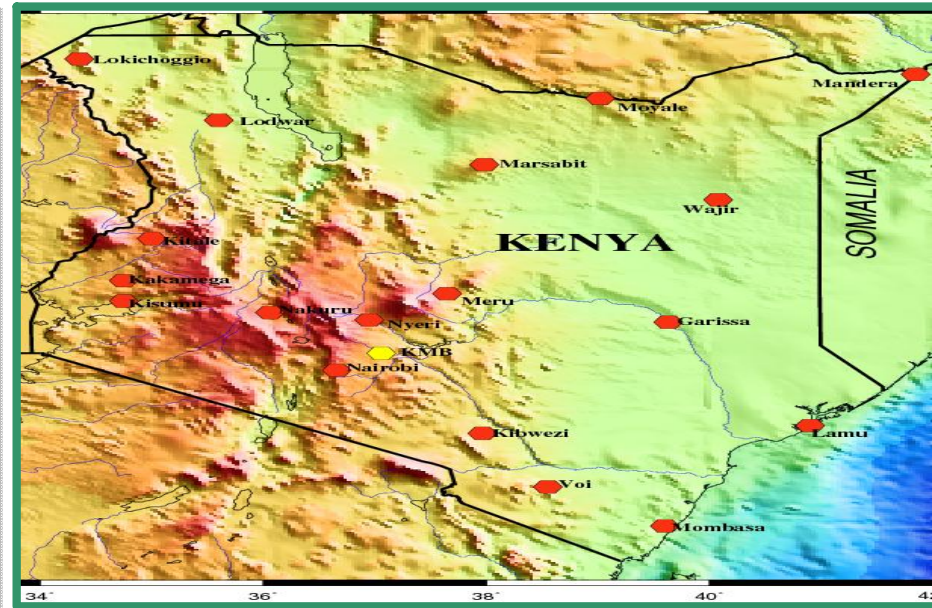 Lokichoggio
Mandera
Moyale
Lodwar
Marsabit
Wajir
SOMALIA
KENYA
Kitale
Kakamega
Meru
Kisumu
Nakuru
Nyeri
Garissa
KMB
Nairobi
Kibwezi
Lamu
Voi
Mombasa
34° 36° 38° 40°